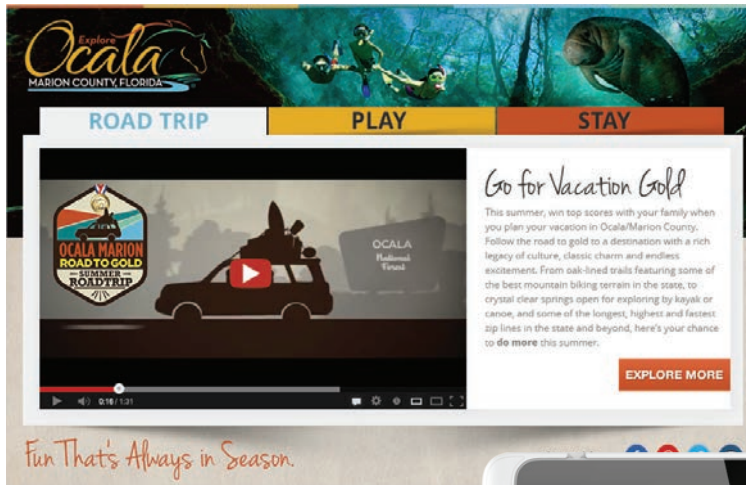 Explore
Ocala
MARION COUNTY, FLORIDA
ROAD TRIP
PLAY
STAY
OCALA MARION
ROAD TO GOLD
SUMMER
ROADTRIP
OCALA
National
Forest
0:16 / 1:31
Go for Vacation Gold
This summer, win top scores with your family when
you plan your vacation in Ocala/Marion County.
Follow the road to gold to a destination with a rich
legacy of culture, classic charm and endless
excitement. From oak-lined trails featuring some of
the best mountain biking terrain in the state, to
crystal clear springs open for exploring by kayak or
canoe, and some of the longest, highest and fastest
zip lines in the state and beyond, here's your chance
to do more this summer.
EXPLORE MORE
Fun That's Always in Season.